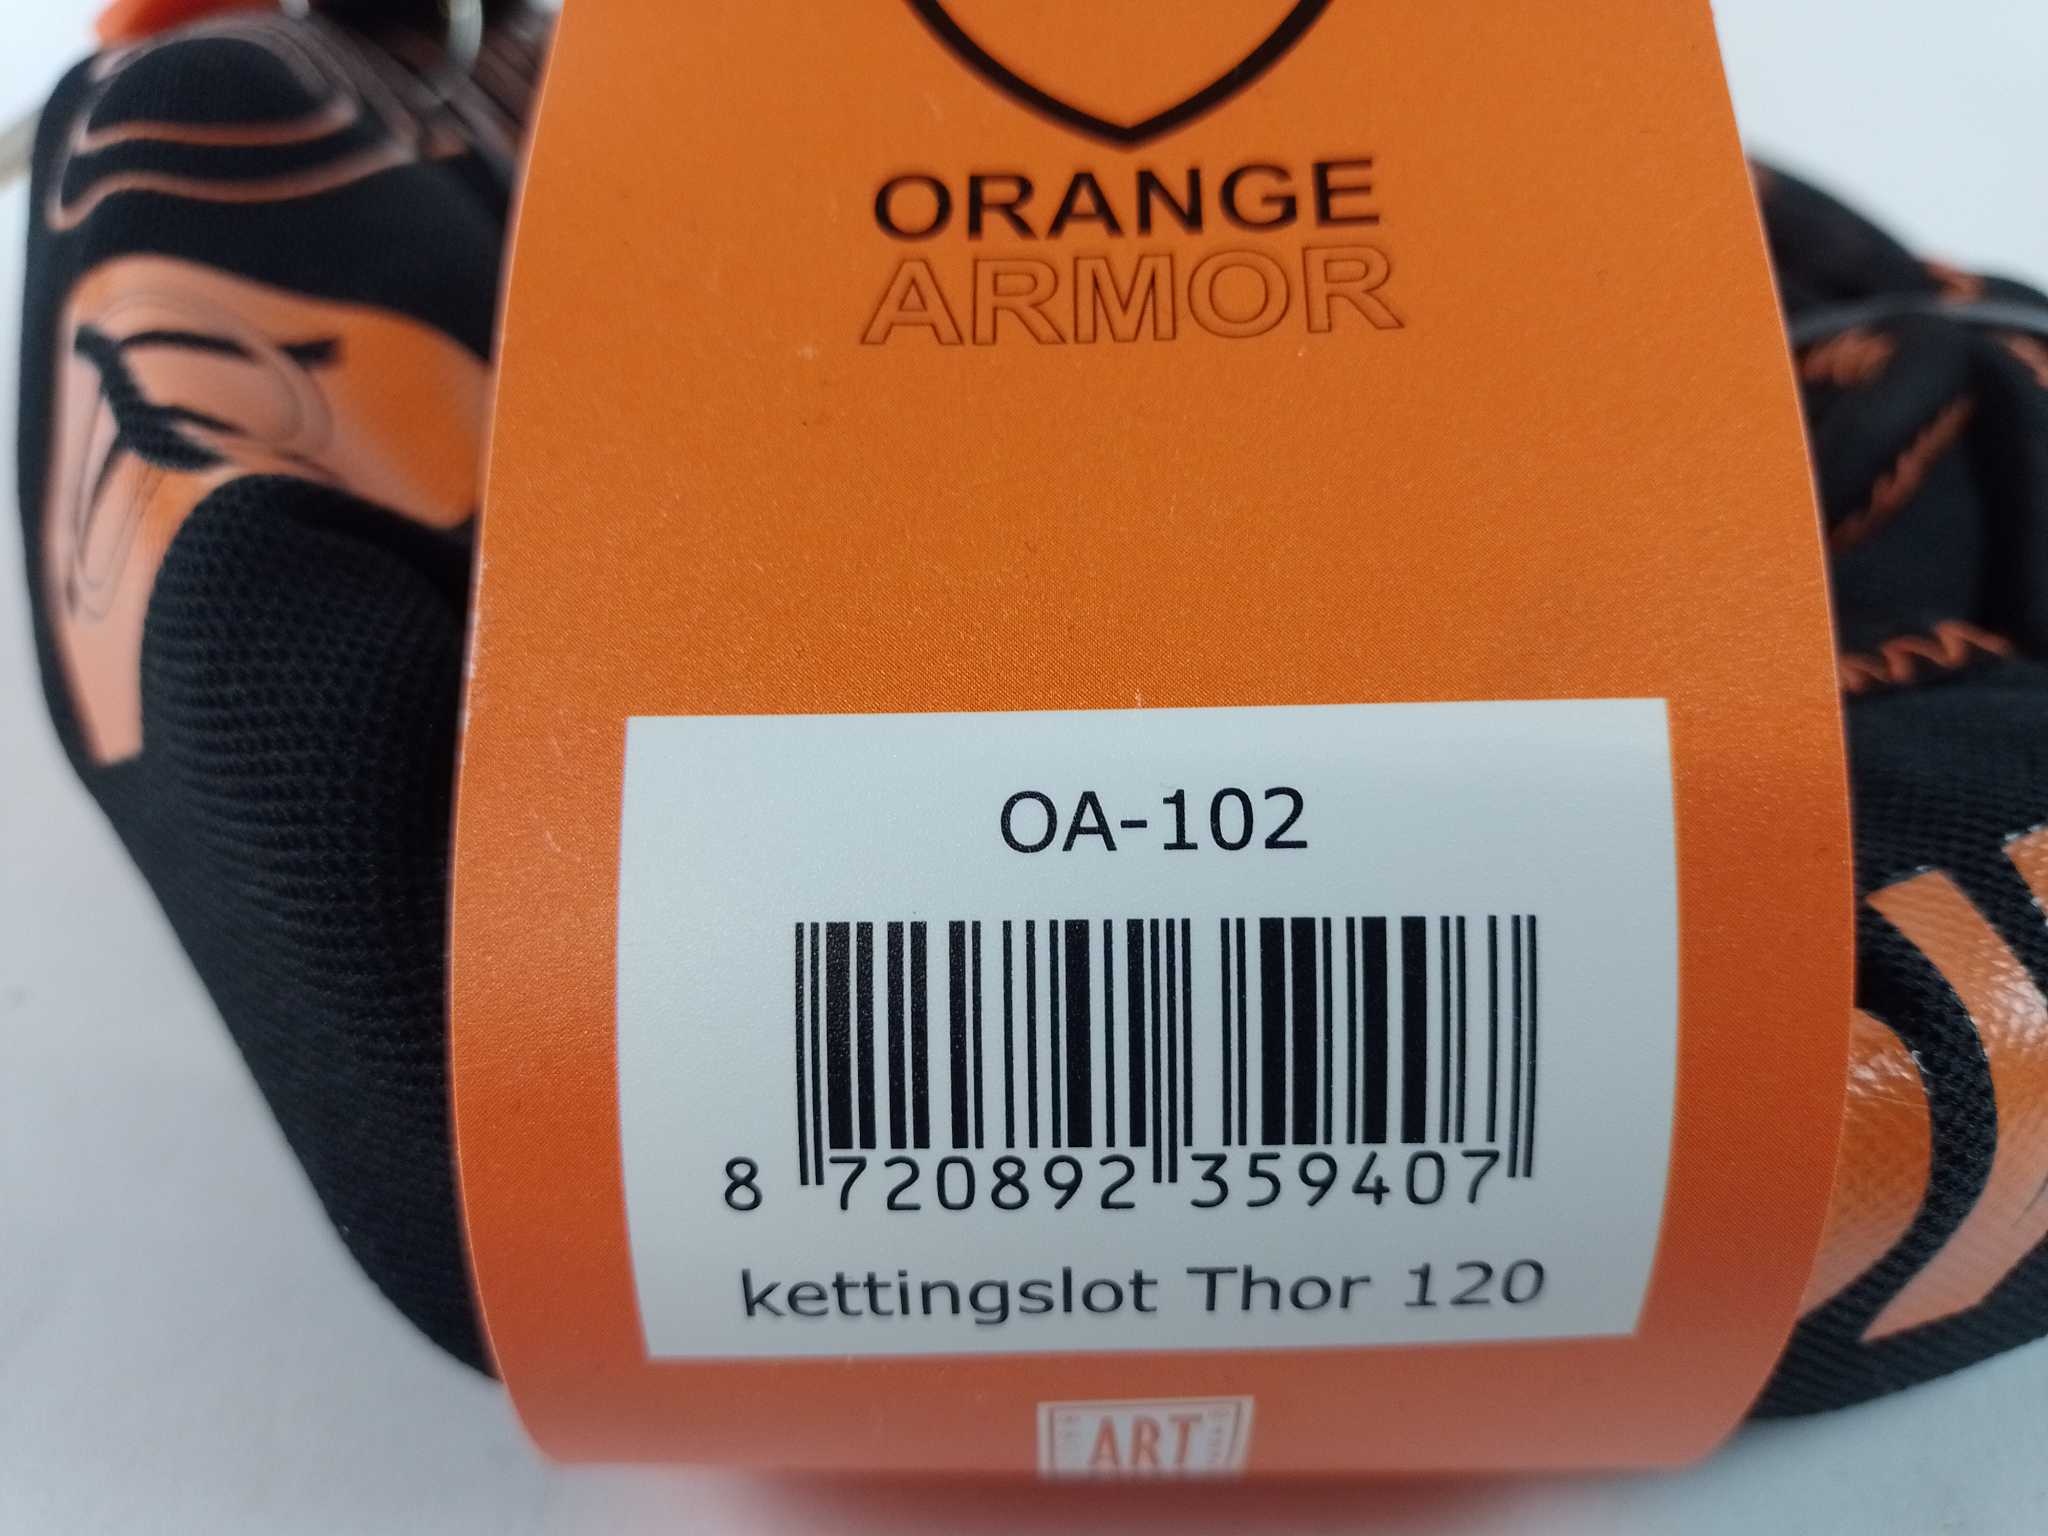 ORANGE
ARMOR
OA-102
8 720892 359407
kettingslot Thor 120
ART